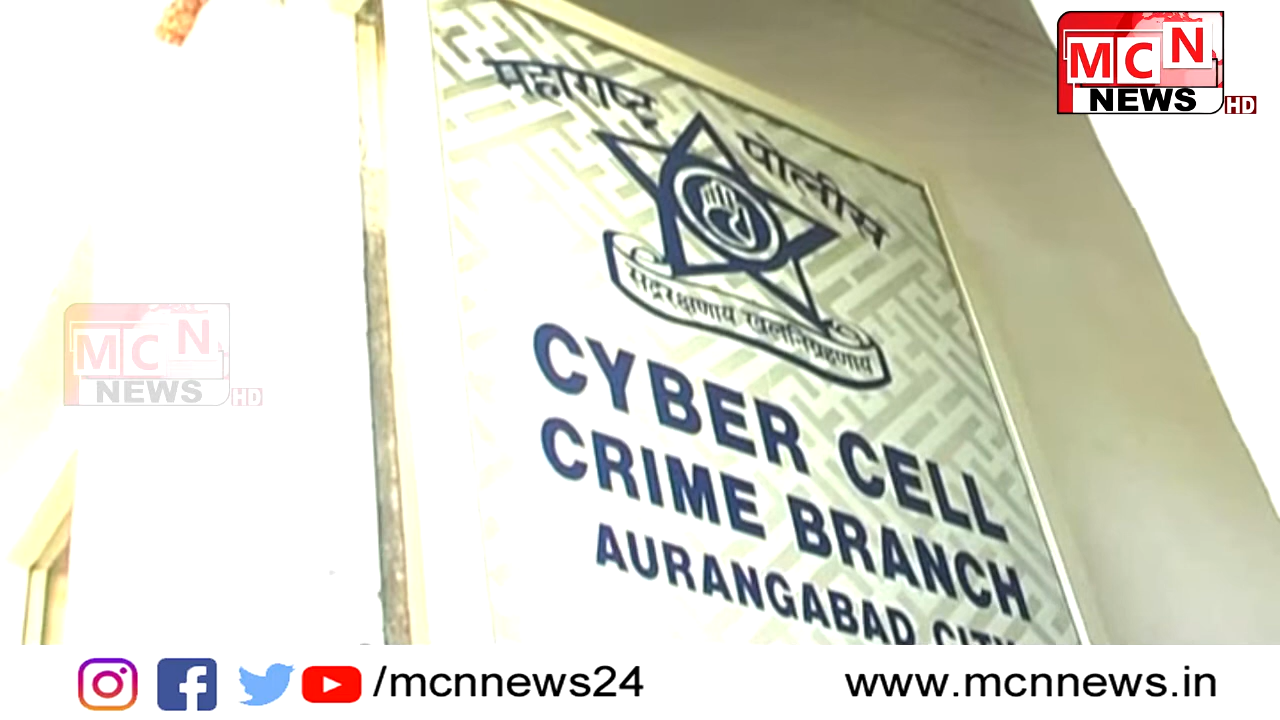 MCN
NEWS HD
महाराष्ट्र पोलीस
सद्ररक्षणाय खलनिग्रहणाय
MCN
NEWS HD
CYBER CELL
CRIME BRANCH
AURANGABAD CITY
/mcnnews24
www.mcnnews.in